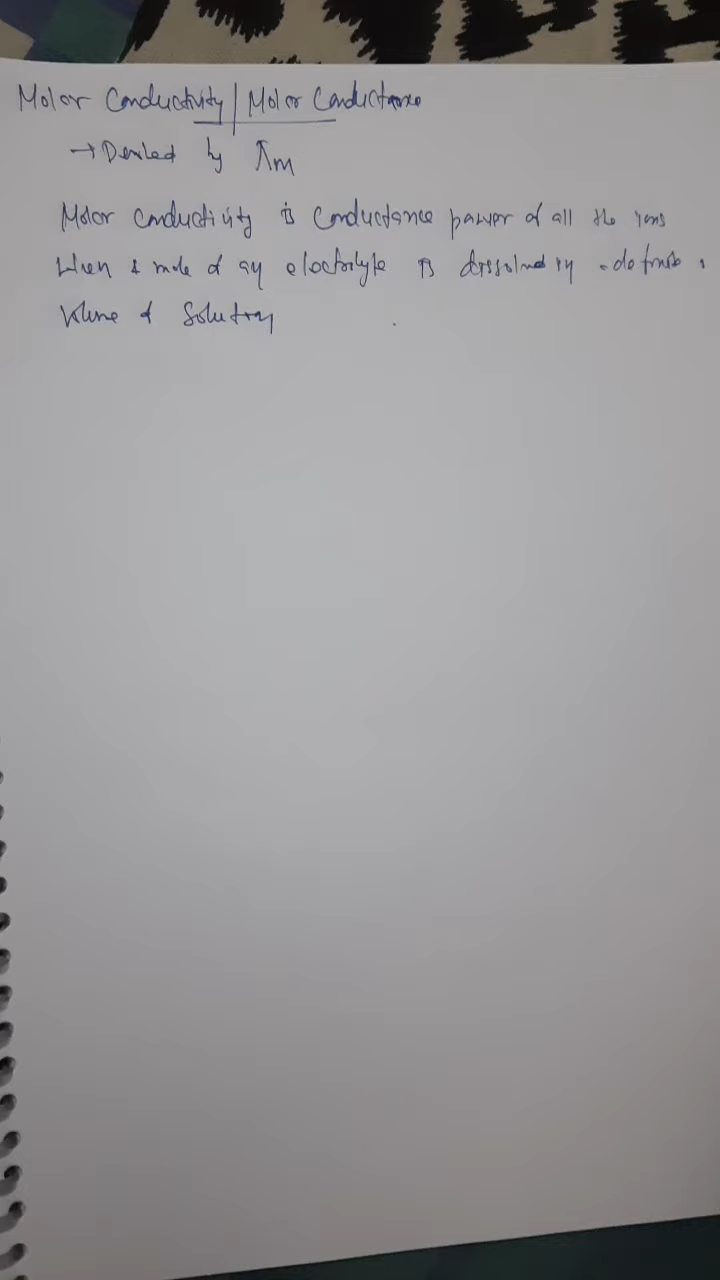 Molar Conductivity | Molar Conductance
→ Denoted by Λm
Molar Conductivity is Conductance power of all the ions
When 1 mole of an electrolyte is dissolved in a definite
Volume of Solution